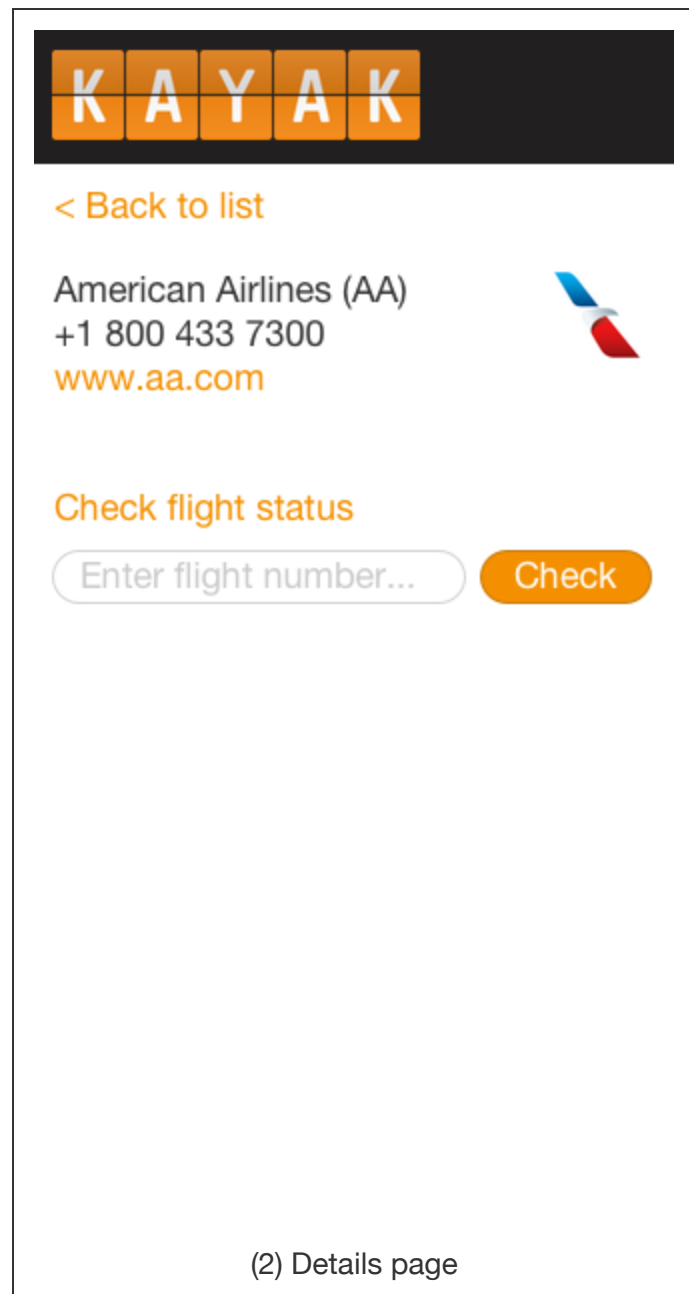 KAYAK
< Back to list
American Airlines (AA)
+1 800 433 7300
www.aa.com
Check flight status
Enter flight number...
Check
(2) Details page